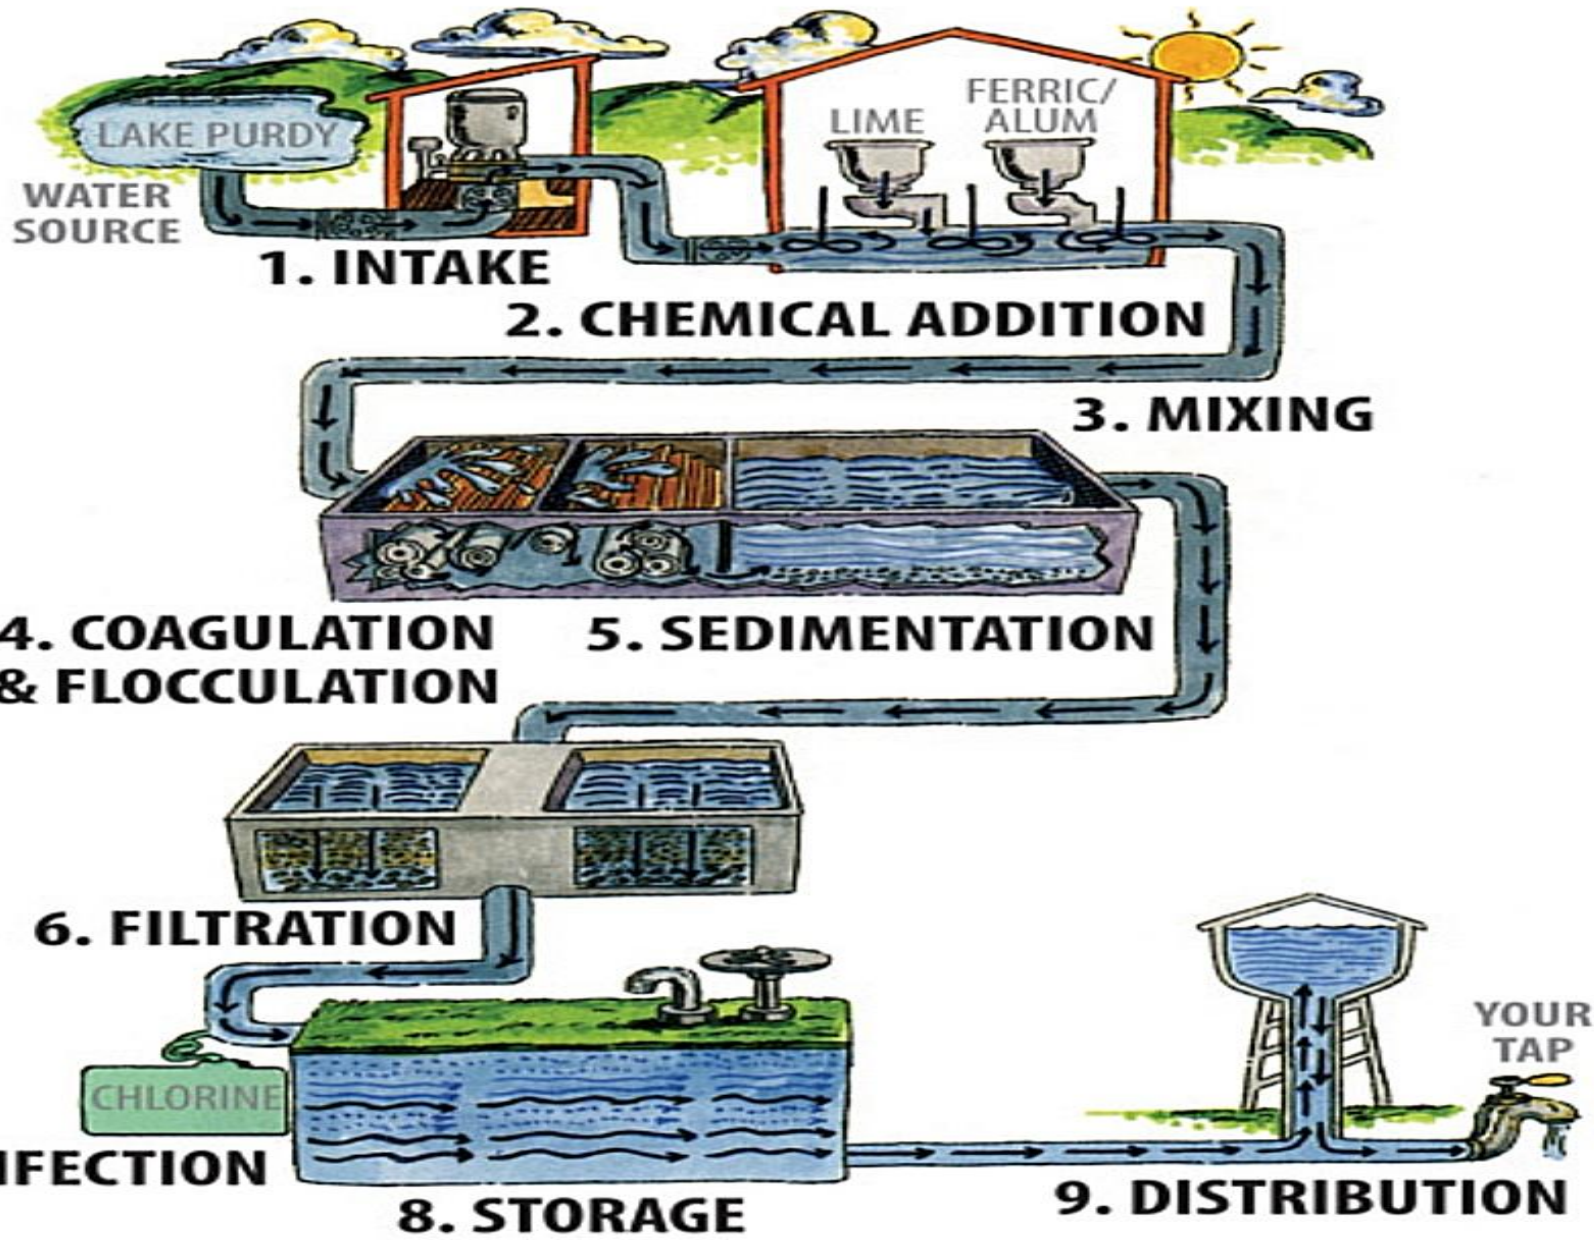 LAKE PURDY
WATER
SOURCE
1. INTAKE
LIME
FERRIC/
ALUM
2. CHEMICAL ADDITION
3. MIXING
4. COAGULATION
& FLOCCULATION
5. SEDIMENTATION
6. FILTRATION
CHLORINE
NFECTION
8. STORAGE
YOUR
TAP
9. DISTRIBUTION